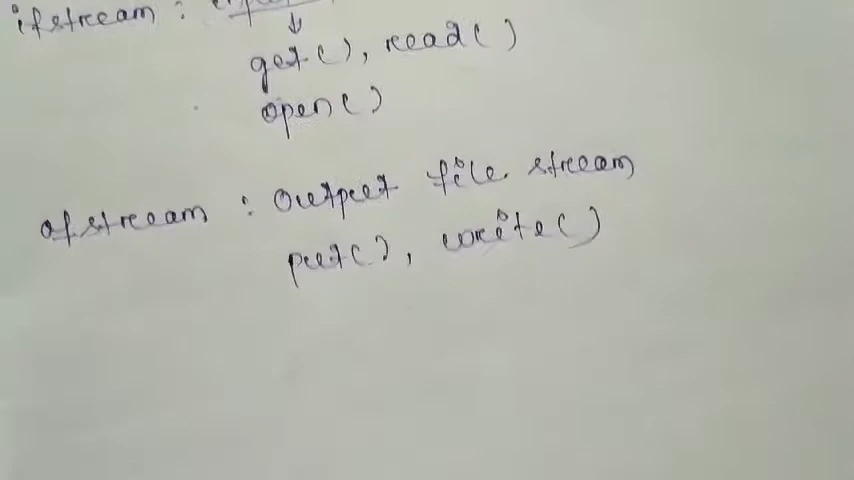 ifstream :
get(), read()
open()
ofstream : Output file stream
put(), write()